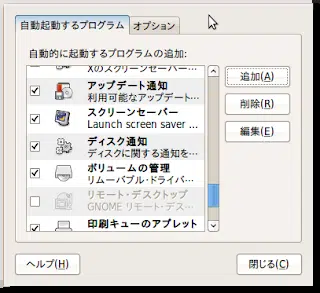 自動起動するプログラム
オプション
自動的に起動するプログラムの追加:
Xのスクリーンセーバー…
アップデート通知
利用可能なアップデート…
スクリーンセーバー
Launch screen saver ...
ディスク通知
ディスクに関する通知を…
ボリュームの管理
リムーバブル・ドライバ…
リモート・デスクトップ
GNOME リモート・デス…
印刷キューのアプレット
追加(A)
削除(R)
編集(E)
ヘルプ(H)
閉じる(C)